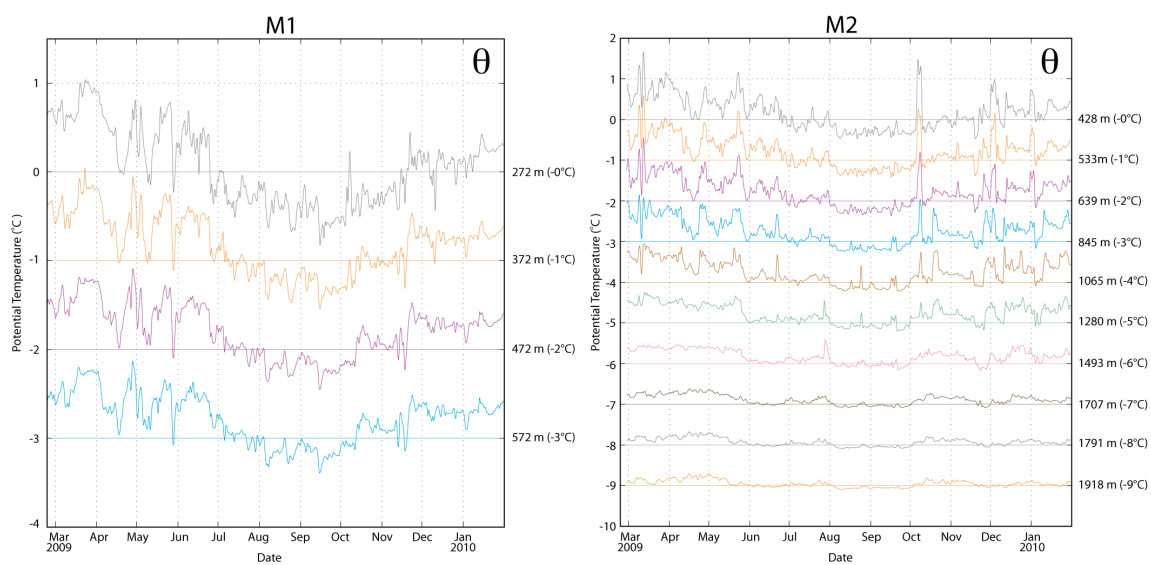 M1
θ
1
0
-1
-2
-3
-4
Potential Temperature (°C)
272 m (-0°C)
372 m (-1°C)
472 m (-2°C)
572 m (-3°C)
Mar Apr May Jun Jul Aug Sep Oct Nov Dec Jan
2009 2010
Date
M2
θ
2
1
0
-1
-2
-3
-4
-5
-6
-7
-8
-9
-10
Potential Temperature (°C)
428 m (-0°C)
533m (-1°C)
639 m (-2°C)
845 m (-3°C)
1065 m (-4°C)
1280 m (-5°C)
1493 m (-6°C)
1707 m (-7°C)
1791 m (-8°C)
1918 m (-9°C)
Mar Apr May Jun Jul Aug Sep Oct Nov Dec Jan
2009 2010
Date